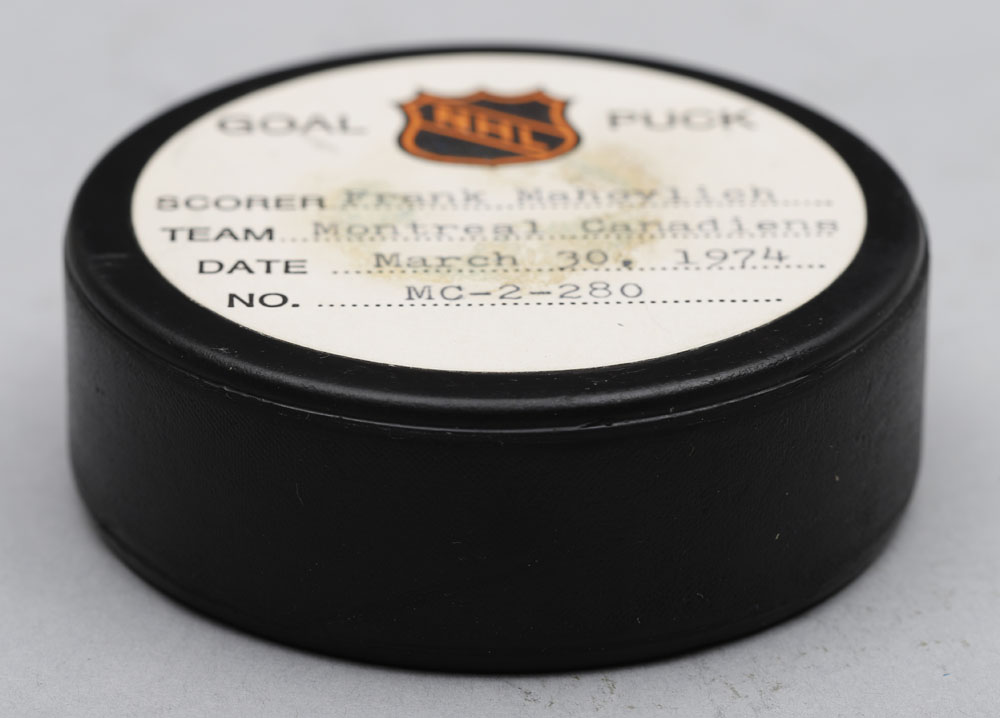 GOAL NHL PUCK
SCORER Frank Mahovlich
TEAM Montreal Canadiens
DATE March 30, 1974
NO. MC-2-280